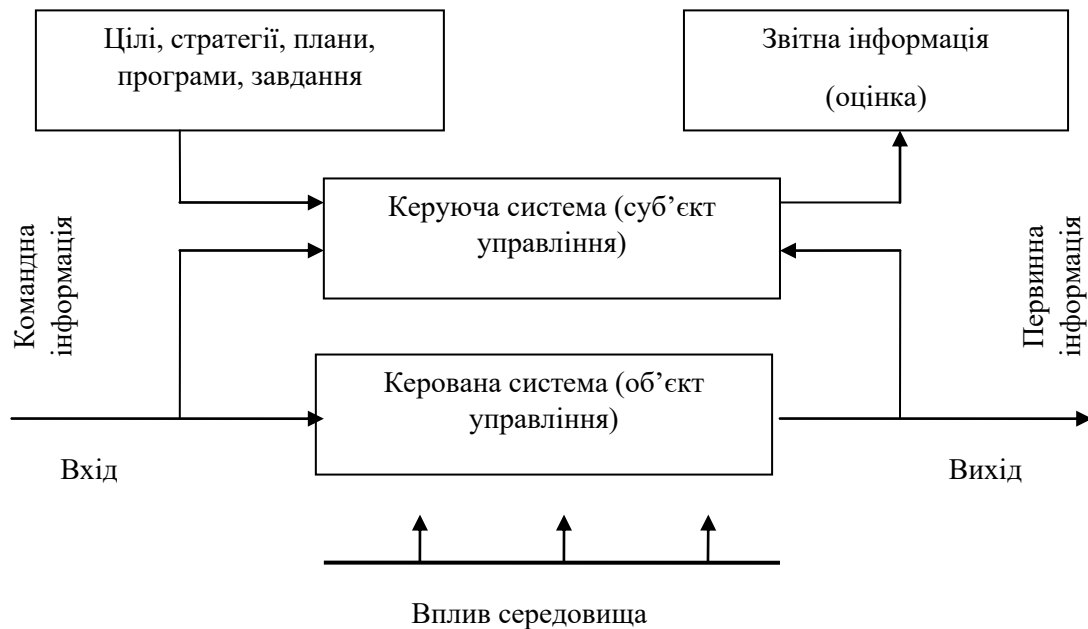 Цілі, стратегії, плани,
програми, завдання
Звітна інформація
(оцінка)
Керуюча система (суб’єкт
управління)
Командна
інформація
Первинна
інформація
Керована система (об’єкт
управління)
Вхід
Вихід
Вплив середовища